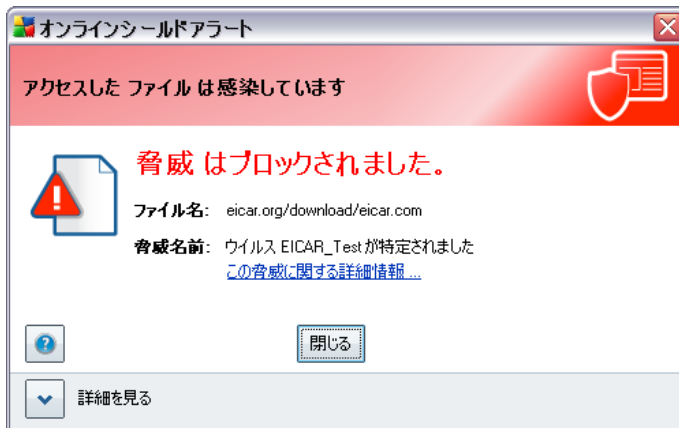 オンラインシールドアラート
アクセスした ファイル は感染しています
脅威 はブロックされました。
ファイル名: eicar.org/download/eicar.com
脅威名前: ウイルス EICAR_Test が特定されました
この脅威に関する詳細情報 ...
閉じる
詳細を見る